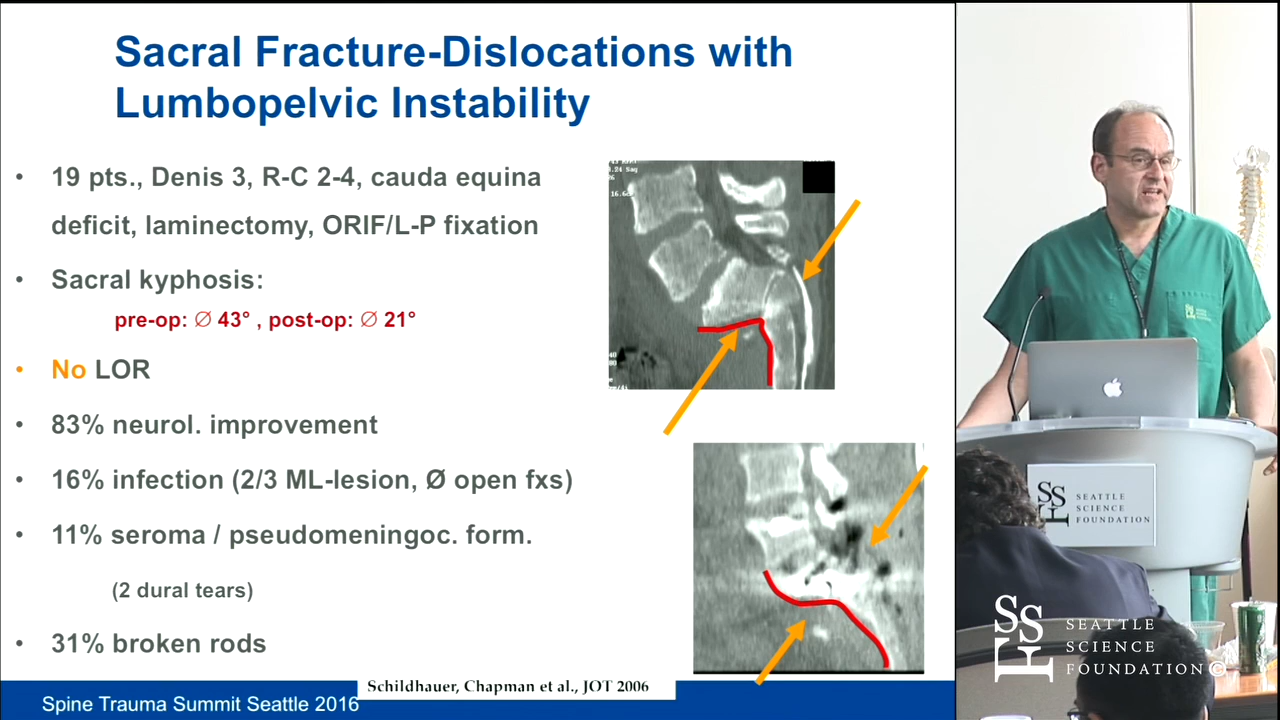 Sacral Fracture-Dislocations with
Lumbopelvic Instability
• 19 pts., Denis 3, R-C 2-4, cauda equina
deficit, laminectomy, ORIF/L-P fixation
• Sacral kyphosis:
pre-op: ∅ 43° , post-op: ∅ 21°
• No LOR
• 83% neurol. improvement
• 16% infection (2/3 ML-lesion, Ø open fxs)
• 11% seroma / pseudomeningoc. form.
(2 dural tears)
• 31% broken rods
Schildhauer, Chapman et al., JOT 2006
Spine Trauma Summit Seattle 2016
SSF
SEATTLE
SCIENCE
FOUNDATION
SSF
SEATTLE
SCIENCE
FOUNDATION©